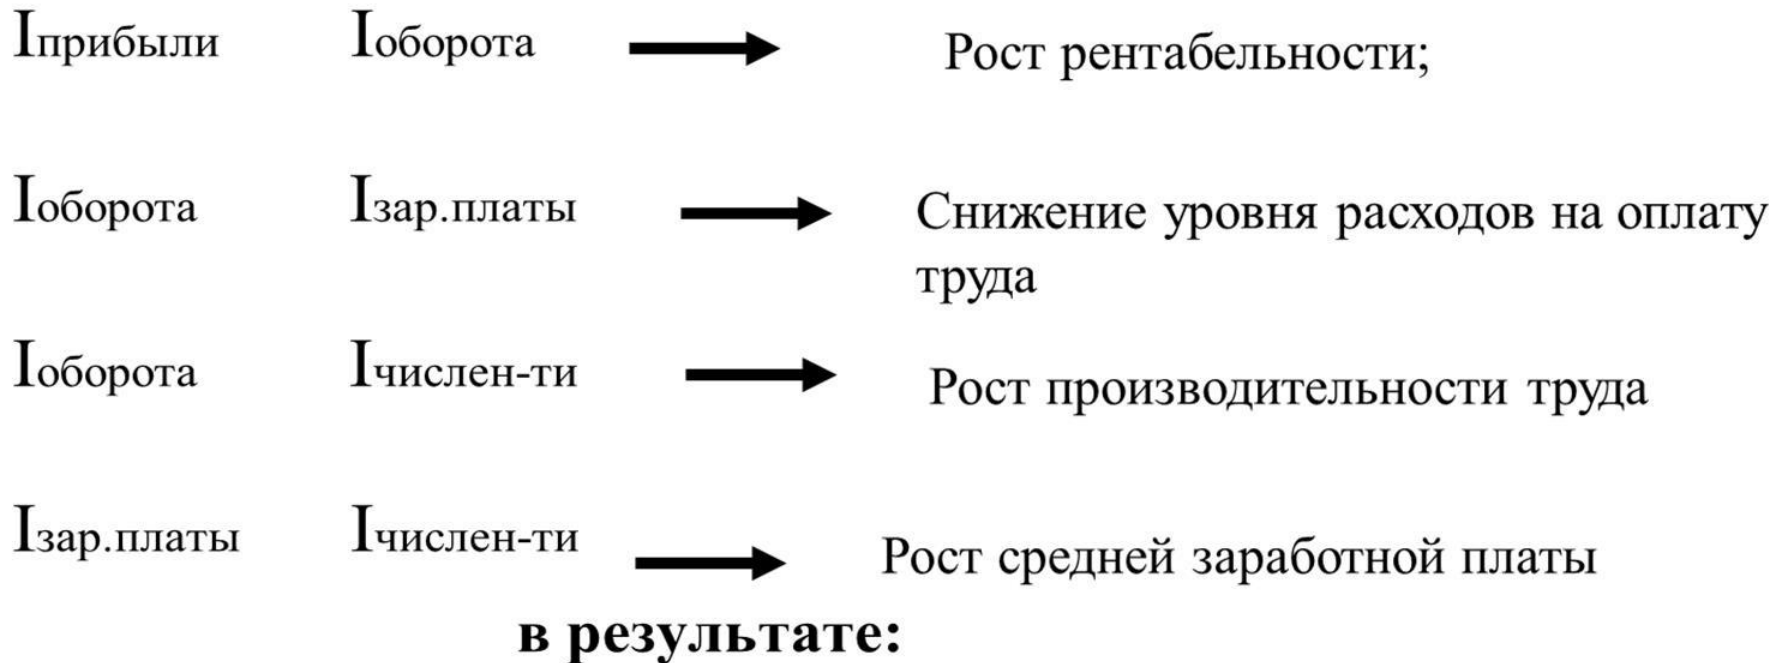 Iприбыли Iоборота Рост рентабельности;
Iоборота Iзар.платы Снижение уровня расходов на оплату
труда
Iоборота Iчислен-ти Рост производительности труда
Iзар.платы Iчислен-ти Рост средней заработной платы
в результате: